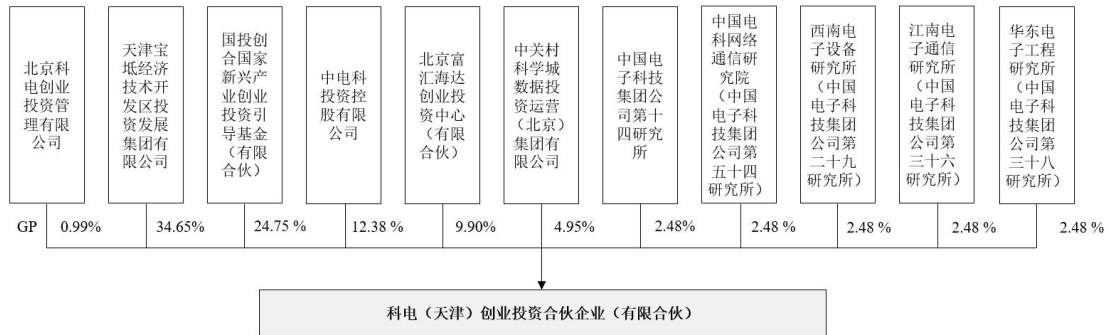 北京科
电创业
投资管
理有限
公司
天津宝
坻经济
技术开
发区投
资发展
集团有
限公司
国投创
合国家
新兴产
业创业
投资引
导基金
（有限
合伙）
中电科
投资控
股有限
公司
北京富
汇海达
创业投
资中心
（有限
合伙）
中关村
科学城
数据投
资运营
（北京）
集团有
限公司
中国电
子科技
集团公
司第十
四研究
所
中国电
科网络
通信研
究院
（中国
电子科
技集团
公司第
五十四
研究所）
西南电
子设备
研究所
（中国
电子科
技集团
公司第
二十九
研究所）
江南电
子通信
研究所
（中国
电子科
技集团
公司第
三十六
研究所）
华东电
子工程
研究所
（中国
电子科
技集团
公司第
三十八
研究所）
GP 0.99% 34.65% 24.75 % 12.38 % 9.90% 4.95% 2.48% 2.48 % 2.48 % 2.48 % 2.48 %
科电（天津）创业投资合伙企业（有限合伙）